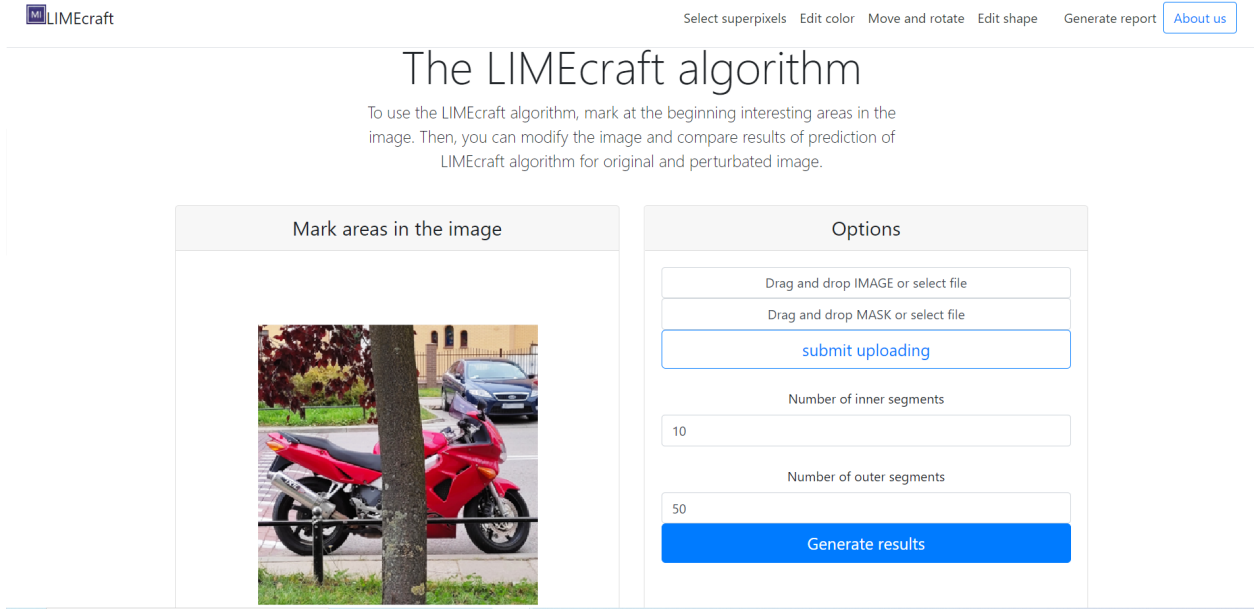 MI LIMEcraft Select superpixels Edit color Move and rotate Edit shape Generate report About us
The LIMEcraft algorithm
To use the LIMEcraft algorithm, mark at the beginning interesting areas in the
image. Then, you can modify the image and compare results of prediction of
LIMEcraft algorithm for original and perturbated image.
Mark areas in the image
Options
Drag and drop IMAGE or select file
Drag and drop MASK or select file
submit uploading
Number of inner segments
10
Number of outer segments
50
Generate results